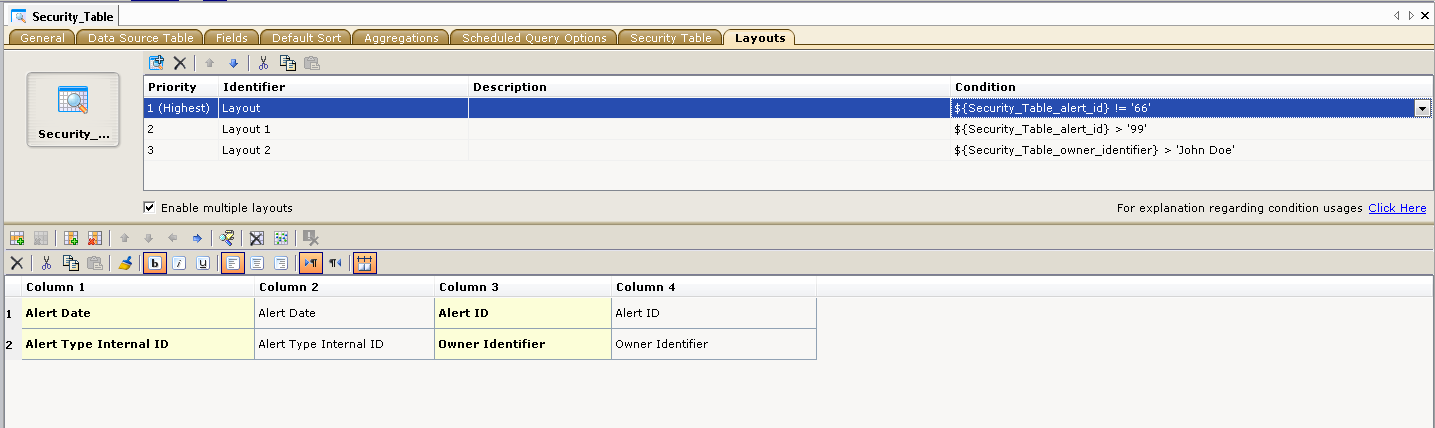 Security_Table
General Data Source Table Fields Default Sort Aggregations Scheduled Query Options Security Table Layouts
Priority Identifier Description Condition
1 (Highest) Layout ${Security_Table_alert_id} != '66'
2 Layout 1 ${Security_Table_alert_id} > '99'
3 Layout 2 ${Security_Table_owner_identifier} > 'John Doe'
Security_...
Enable multiple layouts For explanation regarding condition usages Click Here
b i u
Column 1 Column 2 Column 3 Column 4
1 Alert Date Alert Date Alert ID Alert ID
2 Alert Type Internal ID Alert Type Internal ID Owner Identifier Owner Identifier